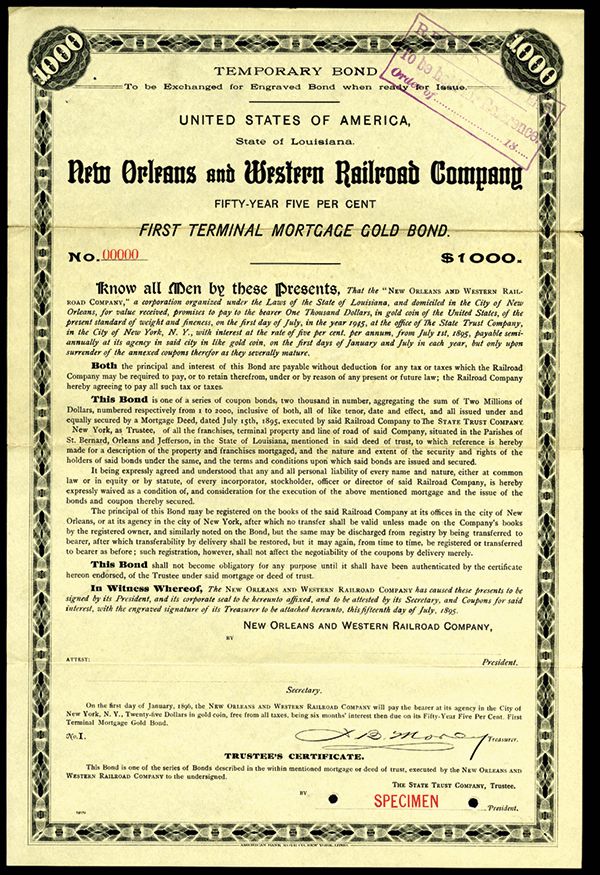 1000
1000
TEMPORARY BOND
To be Exchanged for Engraved Bond when ready for Issue.
To be held for Reference
Order of
18
UNITED STATES OF AMERICA,
State of Louisiana.
New Orleans and Western Railroad Company
FIFTY-YEAR FIVE PER CENT
FIRST TERMINAL MORTGAGE GOLD BOND.
No. 00000 $1000.
Know all Men by these Presents, That the "NEW ORLEANS AND WESTERN RAIL-
ROAD COMPANY," a corporation organized under the Laws of the State of Louisiana, and domiciled in the City of New
Orleans, for value received, promises to pay to the bearer One Thousand Dollars, in gold coin of the United States, of the
present standard of weight and fineness, on the first day of July, in the year 1945, at the office of The State Trust Company,
in the City of New York, N. Y., with interest at the rate of five per cent. per annum, from July 1st, 1895, payable semi-
annually at its agency in said city in like gold coin, on the first days of January and July in each year, but only upon
surrender of the annexed coupons therefor as they severally mature.
Both the principal and interest of this Bond are payable without deduction for any tax or taxes which the Railroad
Company may be required to pay, or to retain therefrom, under or by reason of any present or future law; the Railroad Company
hereby agreeing to pay all such tax or taxes.
This Bond is one of a series of coupon bonds, two thousand in number, aggregating the sum of Two Millions of
Dollars, numbered respectively from 1 to 2000, inclusive of both, all of like tenor, date and effect, and all issued under and
equally secured by a Mortgage Deed, dated July 15th, 1895, executed by said Railroad Company to THE STATE TRUST COMPANY
New York, as Trustee, of all the franchises, terminal property and line of road of said Company, situated in the Parishes of
St. Bernard, Orleans and Jefferson, in the State of Louisiana, mentioned in said deed of trust, to which reference is hereby
made for a description of the property and franchises mortgaged, and the nature and extent of the security and rights of the
holders of said bonds under the same, and the terms and conditions upon which said bonds are issued and secured.
It being expressly agreed and understood that any and all personal liability of every name and nature, either at common
law or in equity or by statute, of every incorporator, stockholder, officer or director of said Railroad Company, is hereby
expressly waived as a condition of, and consideration for the execution of the above mentioned mortgage and the issue of the
bonds and coupon thereby secured.
The principal of this Bond may be registered on the books of the said Railroad Company at its offices in the city of New
Orleans, or at its agency in the city of New York, after which no transfer shall be valid unless made on the Company's books
by the registered owner, and similarly noted on the Bond, but the same may be discharged from registry by being transferred to
bearer, after which transferability by delivery shall be restored, but it may again, from time to time, be registered or transferred
to bearer as before; such registration, however, shall not affect the negotiability of the coupons by delivery merely.
This Bond shall not become obligatory for any purpose until it shall have been authenticated by the certificate
hereon endorsed, of the Trustee under said mortgage or deed of trust.
In Witness Whereof, The NEW ORLEANS AND WESTERN RAILROAD COMPANY has caused these presents to be
signed by its President, and its corporate seal to be hereunto affixed, and to be attested by its Secretary, and Coupons for said
interest, with the engraved signature of its Treasurer to be attached hereunto, this fifteenth day of July, 1895.
NEW ORLEANS AND WESTERN RAILROAD COMPANY,
BY
ATTEST: President.
Secretary.
On the first day of January, 1896, the NEW ORLEANS AND WESTERN RAILROAD COMPANY will pay the bearer at its agency in the City of
New York, N. Y., Twenty-five Dollars in gold coin, free from all taxes, being six months' interest then due on its Fifty-Year Five Per Cent. First
Terminal Mortgage Gold Bond.
No. 1. Treasurer.
TRUSTEE'S CERTIFICATE.
This Bond is one of the series of Bonds described in the within mentioned mortgage or deed of trust, executed by the NEW ORLEANS AND
WESTERN RAILROAD COMPANY to the undersigned.
THE STATE TRUST COMPANY, Trustee.
BY SPECIMEN President.
AMERICAN BANK NOTE CO. NEW YORK.